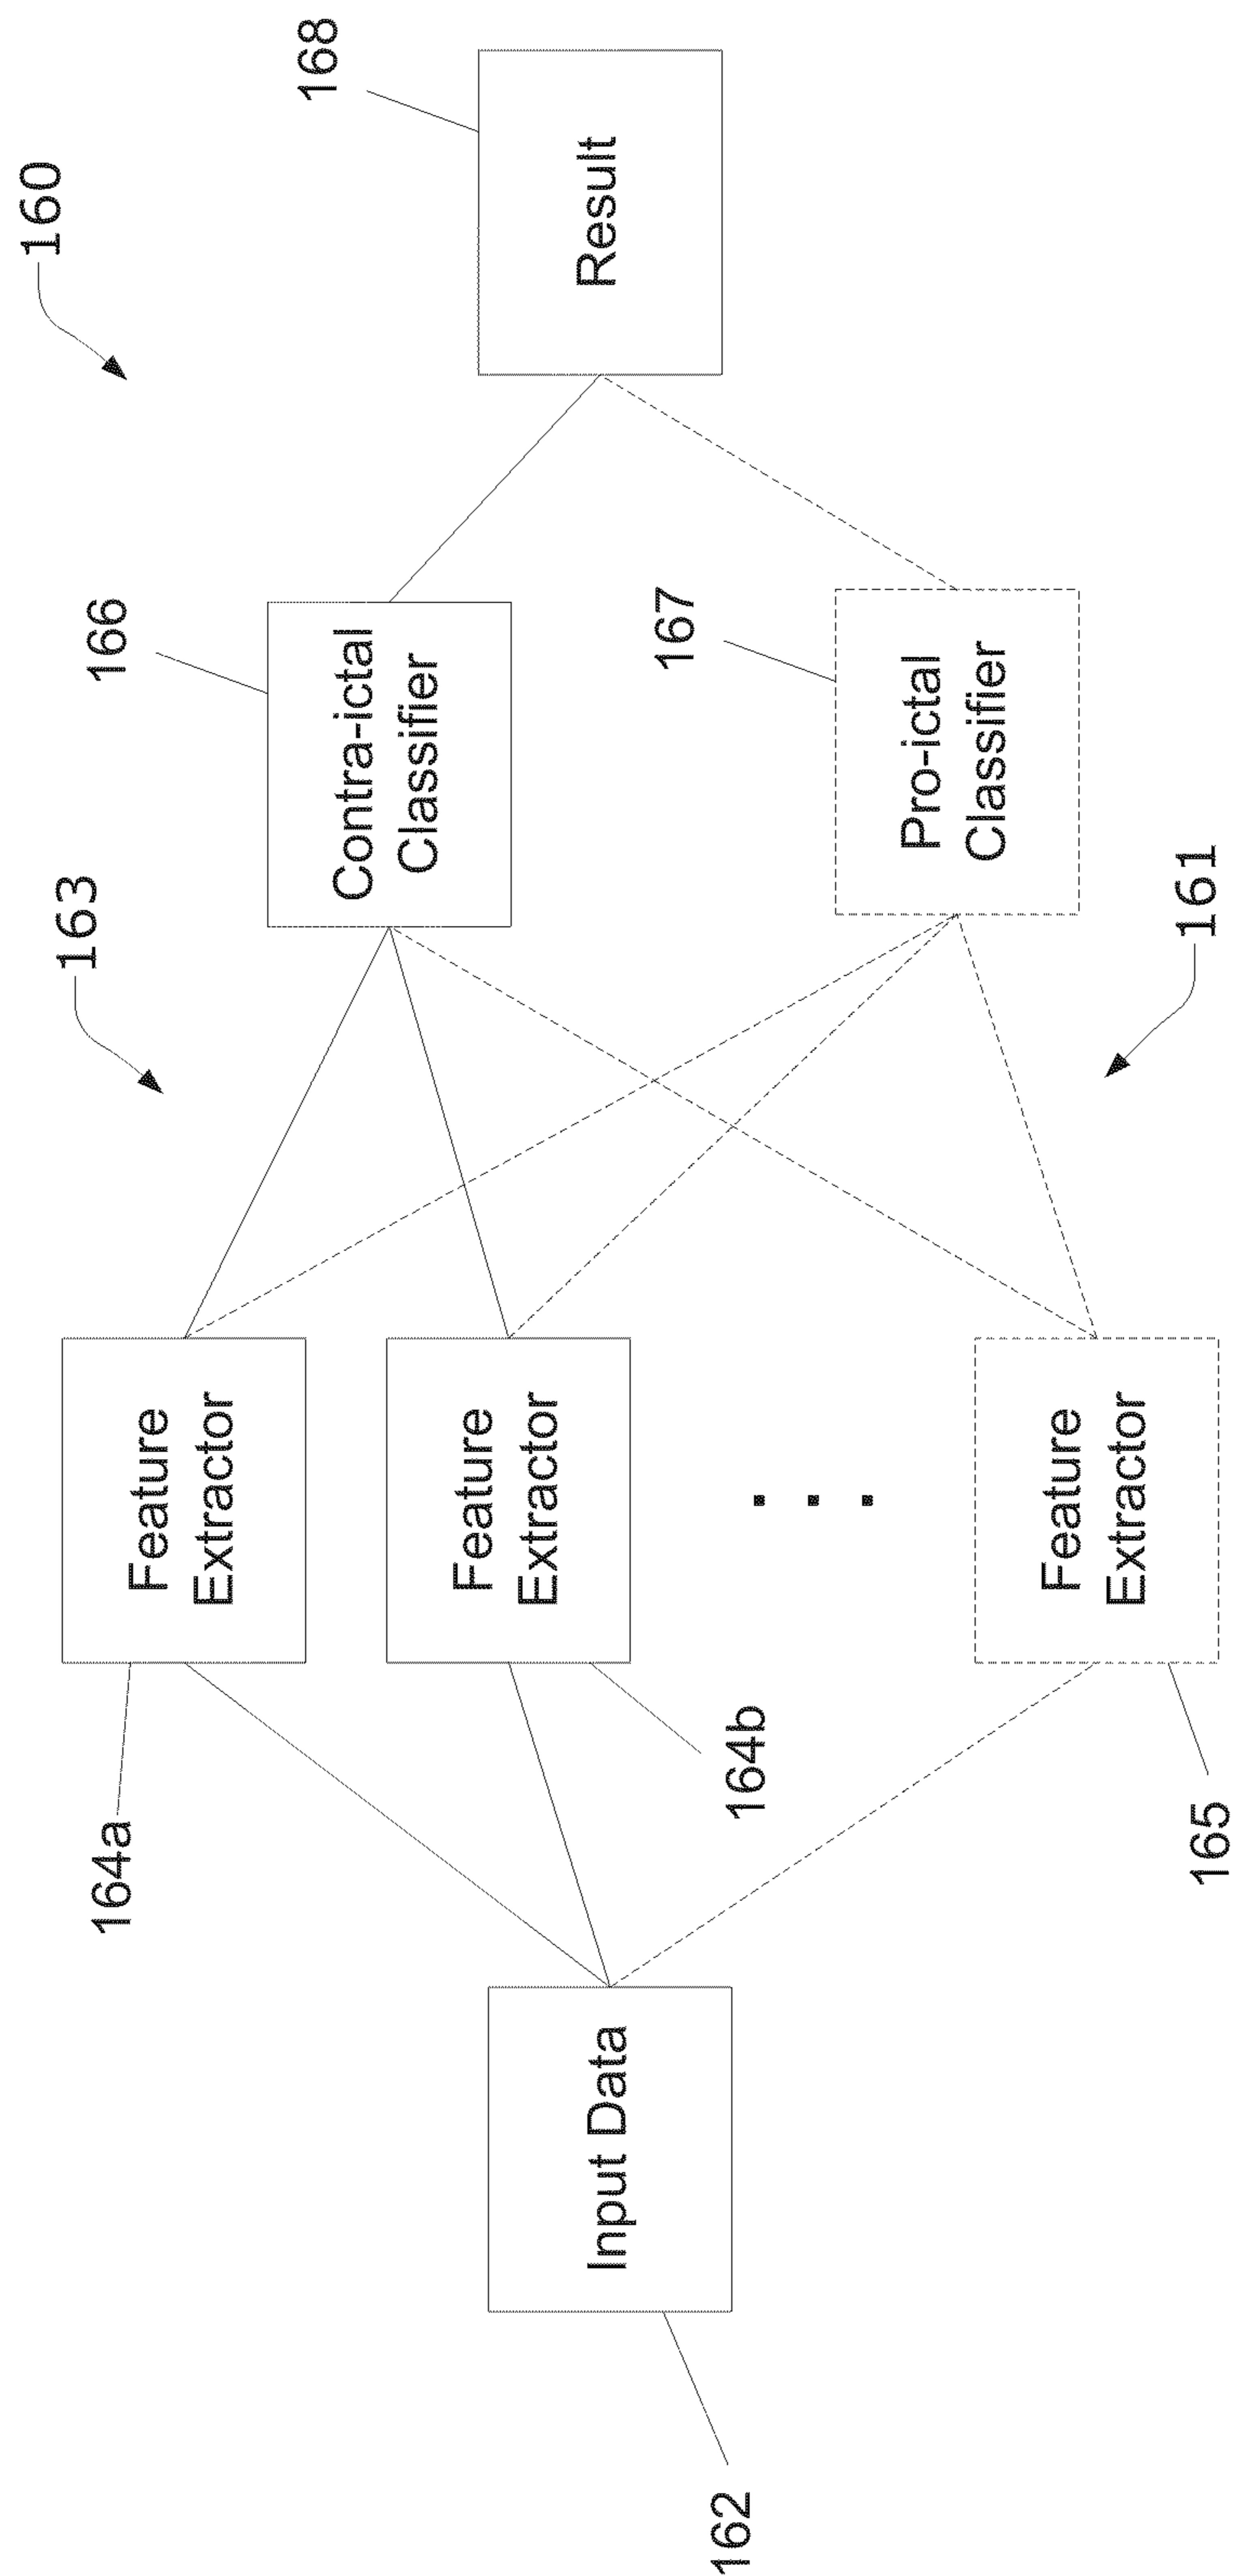 160
163
161
164a
Feature
Extractor
166
Contra-ictal
Classifier
168
Result
162
Input Data
164b
Feature
Extractor
. . .
167
Pro-ictal
Classifier
165
Feature
Extractor